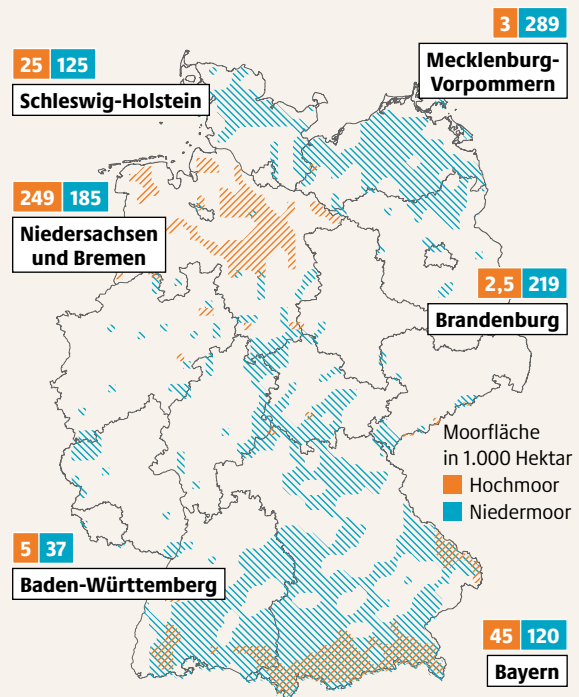 3 289
Mecklenburg-
Vorpommern
25 125
Schleswig-Holstein
249 185
Niedersachsen
und Bremen
2,5 219
Brandenburg
Moorfläche
in 1.000 Hektar
Hochmoor
Niedermoor
5 37
Baden-Württemberg
45 120
Bayern